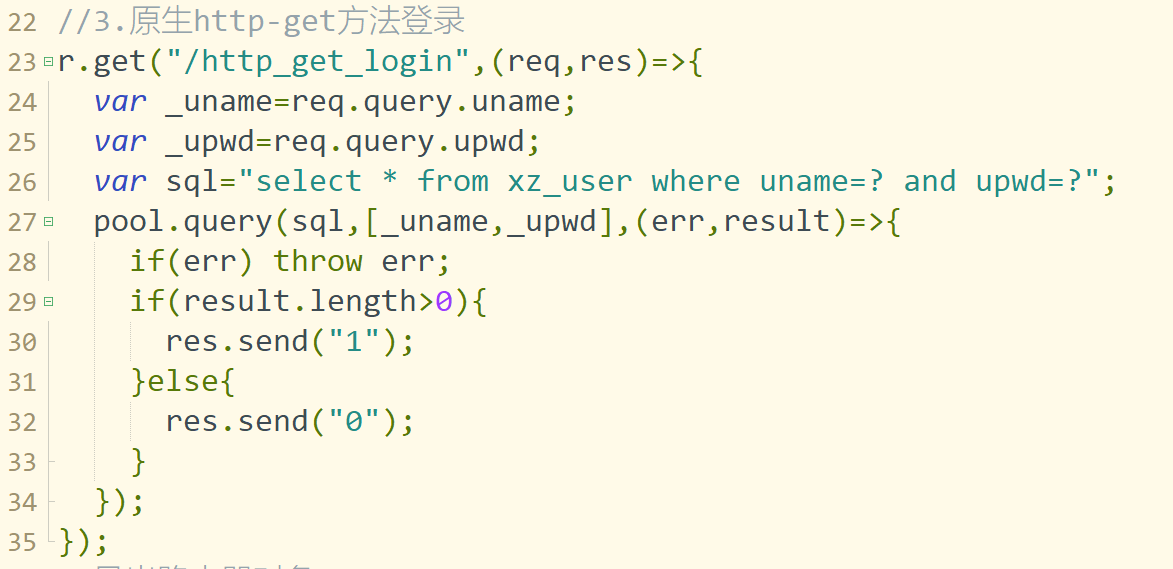 22 //3.原生http-get方法登录
23 r.get("/http_get_login",(req,res)=>{
24 var _uname=req.query.uname;
25 var _upwd=req.query.upwd;
26 var sql="select * from xz_user where uname=? and upwd=?";
27 pool.query(sql,[_uname,_upwd],(err,result)=>{
28 if(err) throw err;
29 if(result.length>0){
30 res.send("1");
31 }else{
32 res.send("0");
33 }
34 });
35 });